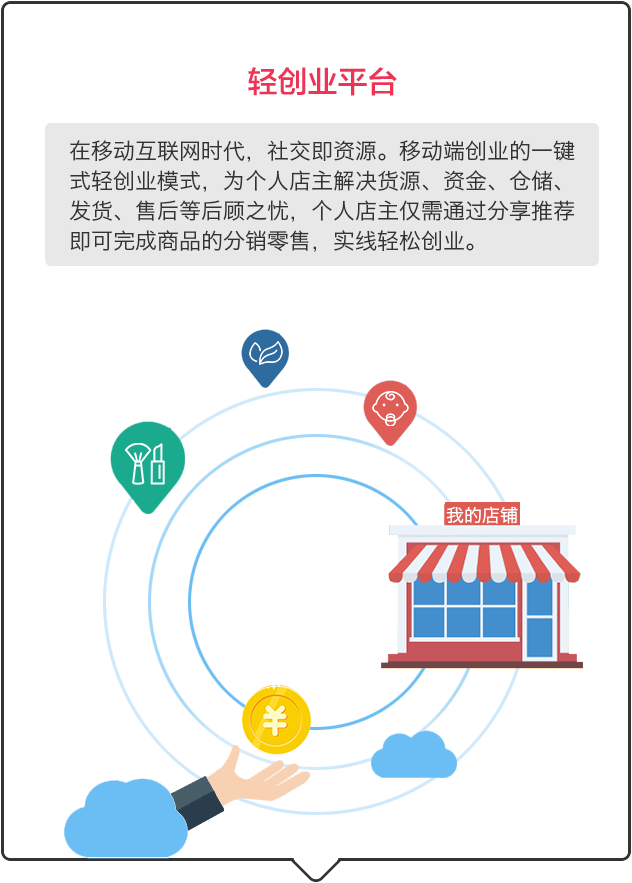 轻创业平台
在移动互联网时代，社交即资源。移动端创业的一键
式轻创业模式，为个人店主解决货源、资金、仓储、
发货、售后等后顾之忧，个人店主仅需通过分享推荐
即可完成商品的分销零售，实线轻松创业。
我的店铺
¥